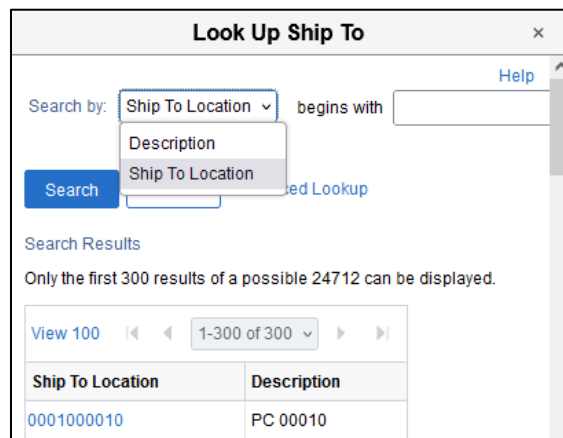 Look Up Ship To ×
Help
Search by: Ship To Location begins with
Description
Ship To Location
Search ced Lookup
Search Results
Only the first 300 results of a possible 24712 can be displayed.
View 100 1-300 of 300
Ship To Location Description
0001000010 PC 00010